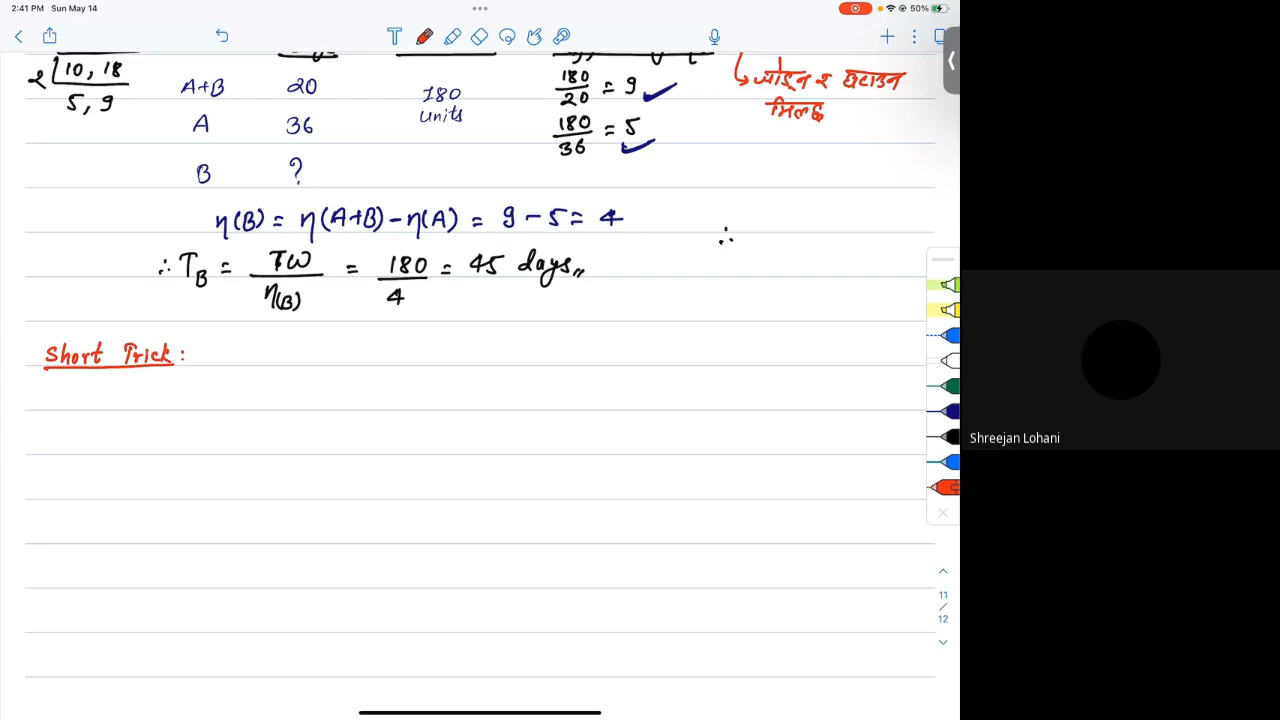 2:41 PM Sun May 14
50%
2 10, 18
5, 9
A+B 20
180 units
180/20 = 9
A 36
180/36 = 5
B ?
जोड्न र घटाउन
मिल्छ
η(B) = η(A+B) - η(A) = 9 - 5 = 4
∴
∴ T_B = TW/η(B) = 180/4 = 45 days,,
Short Trick:
11
/
12
Shreejan Lohani